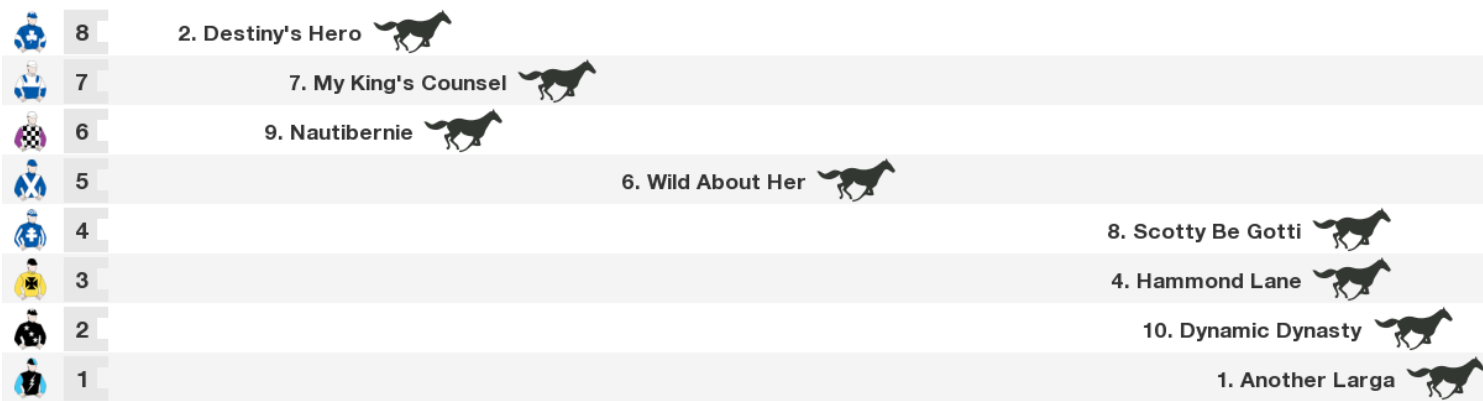 8 2. Destiny's Hero
7 7. My King's Counsel
6 9. Nautibernie
5 6. Wild About Her
4 8. Scotty Be Gotti
3 4. Hammond Lane
2 10. Dynamic Dynasty
1 1. Another Larga